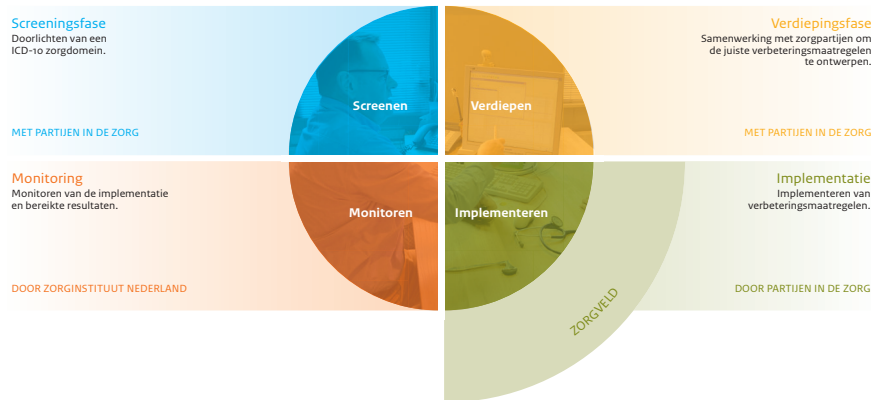 Screeningsfase
Doorlichten van een
ICD-10 zorgdomein.
MET PARTIJEN IN DE ZORG
Screenen
Verdiepen
Verdiepingsfase
Samenwerking met zorgpartijen om
de juiste verbeteringsmaatregelen
te ontwerpen.
MET PARTIJEN IN DE ZORG
Monitoring
Monitoren van de implementatie
en bereikte resultaten.
DOOR ZORGINSTITUUT NEDERLAND
Monitoren
Implementeren
Implementatie
Implementeren van
verbeteringsmaatregelen.
DOOR PARTIJEN IN DE ZORG
ZORGVELD